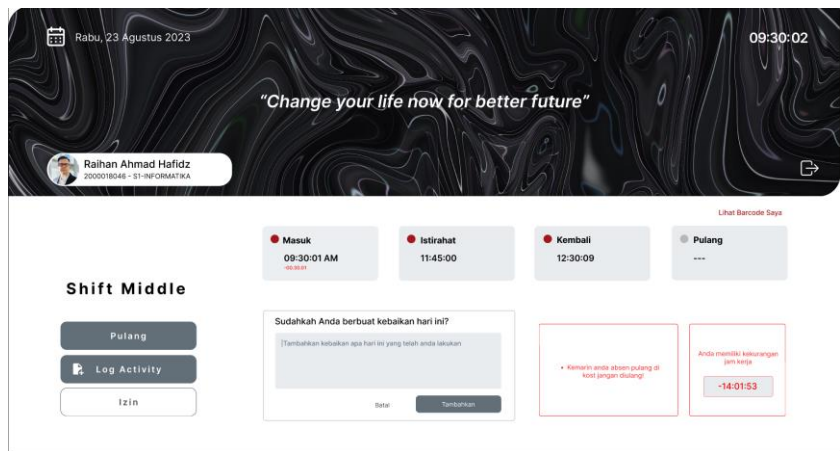 Rabu, 23 Agustus 2023
09:30:02
“Change your life now for better future”
Raihan Ahmad Hafidz
2000018046 - S1-INFORMATIKA
Lihat Barcode Saya
Masuk
09:30:01 AM
-00:30:01
Istirahat
11:45:00
Kembali
12:30:09
Pulang
---
Shift Middle
Pulang
Log Activity
Izin
Sudahkah Anda berbuat kebaikan hari ini?
Tambahkan kebaikan apa hari ini yang telah anda lakukan
Batal
Tambahkan
• Kemarin anda absen pulang di
kost jangan diulang!
Anda memiliki kekurangan
jam kerja
-14:01:53